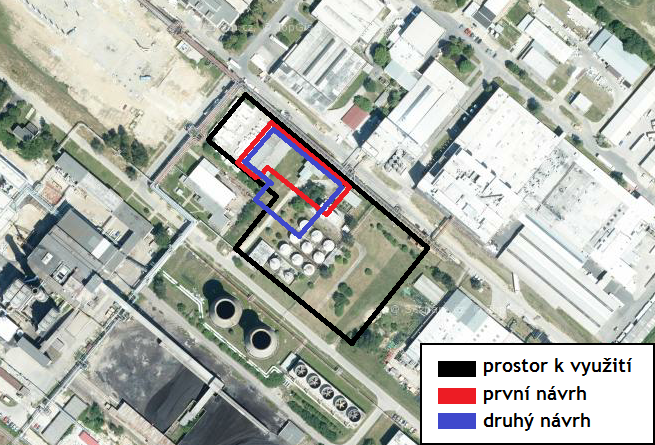 prostor k využití
první návrh
druhý návrh